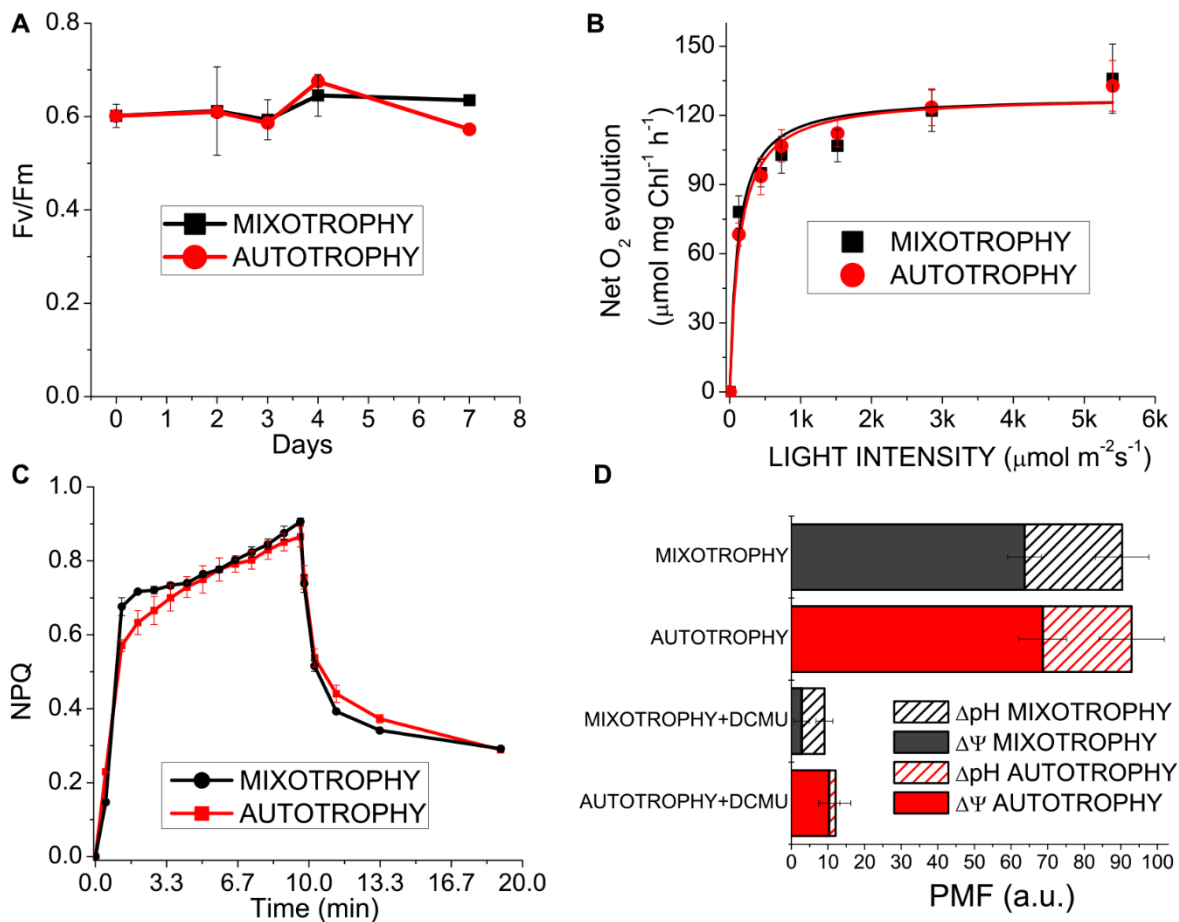 A
0.8
0.6
0.4
0.2
0.0
Fv/Fm
MIXOTROPHY
AUTOTROPHY
0 1 2 3 4 5 6 7 8
Days
B
150
120
90
60
30
0
Net O₂ evolution
(μmol mg Chl⁻¹ h⁻¹)
MIXOTROPHY
AUTOTROPHY
0 1k 2k 3k 4k 5k 6k
LIGHT INTENSITY (μmol m⁻²s⁻¹)
C
1.0
0.8
0.6
0.4
0.2
0.0
NPQ
MIXOTROPHY
AUTOTROPHY
0.0 3.3 6.7 10.0 13.3 16.7 20.0
Time (min)
D
MIXOTROPHY
AUTOTROPHY
MIXOTROPHY+DCMU
AUTOTROPHY+DCMU
ΔpH MIXOTROPHY
ΔΨ MIXOTROPHY
ΔpH AUTOTROPHY
ΔΨ AUTOTROPHY
0 10 20 30 40 50 60 70 80 90 100
PMF (a.u.)